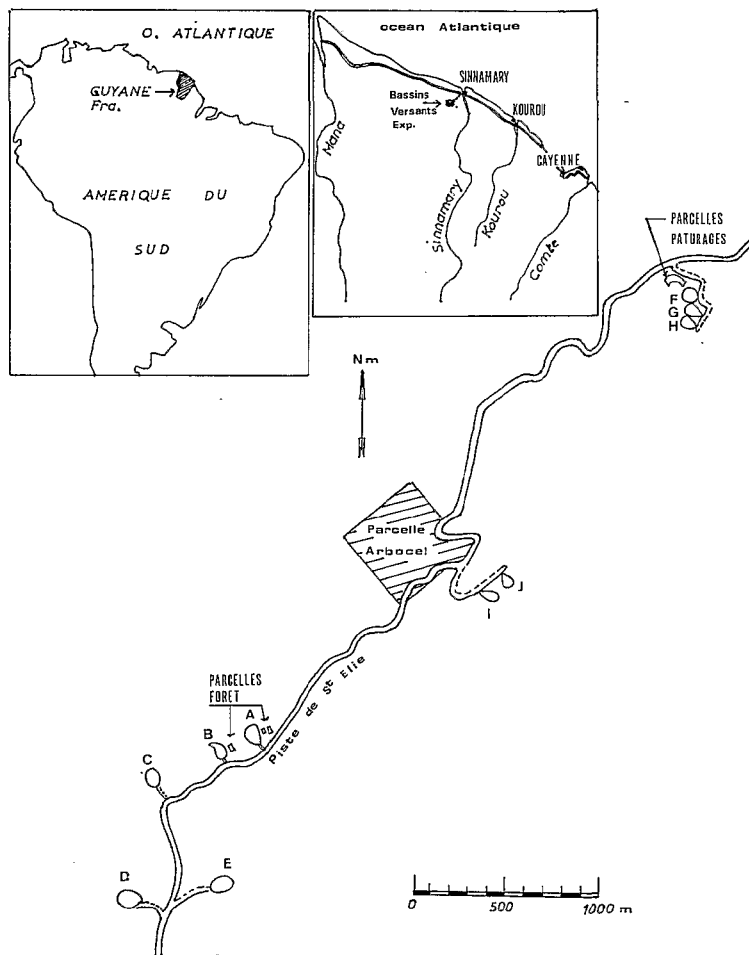 O. ATLANTIQUE
GUYANE
Fra.
AMERIQUE DU
SUD
ocean Atlantique
SINNAMARY
Bassins
Versants
Exp.
KOUROU
CAYENNE
Mana
Sinnamary
Kourou
Comte
PARCELLES
PATURAGES
F
G
H
Nm
Parcelle
Arbocel
J
I
PARCELLES
FORET
A
B
C
Piste de St Elie
D
E
0 500 1000 m